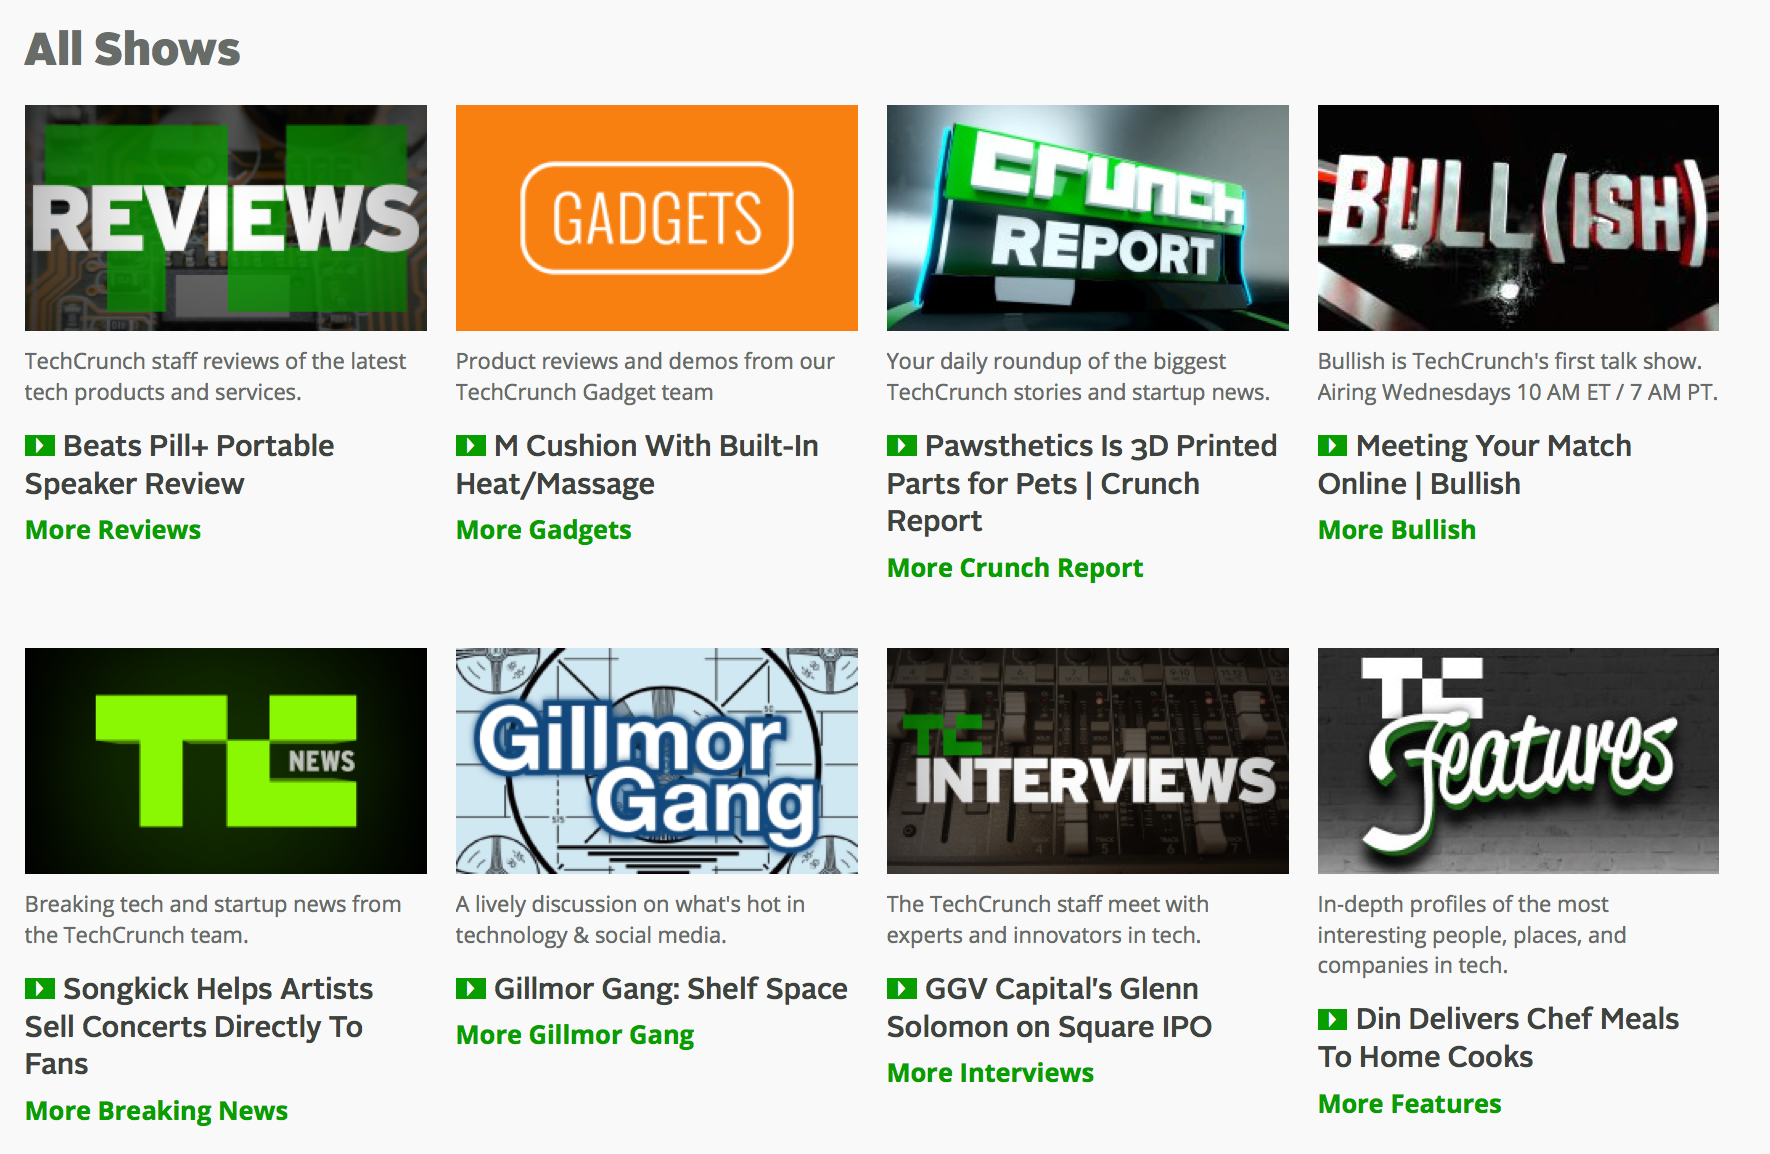 All Shows
REVIEWS
GADGETS
crunch
REPORT
BULL(ISH)
TechCrunch staff reviews of the latest
tech products and services.
Product reviews and demos from our
TechCrunch Gadget team
Your daily roundup of the biggest
TechCrunch stories and startup news.
Bullish is TechCrunch's first talk show.
Airing Wednesdays 10 AM ET / 7 AM PT.
Beats Pill+ Portable
Speaker Review
More Reviews
M Cushion With Built-In
Heat/Massage
More Gadgets
Pawsthetics Is 3D Printed
Parts for Pets | Crunch
Report
More Crunch Report
Meeting Your Match
Online | Bullish
More Bullish
TC
NEWS
Gillmor
Gang
TC
INTERVIEWS
TC
Features
Breaking tech and startup news from
the TechCrunch team.
A lively discussion on what's hot in
technology & social media.
The TechCrunch staff meet with
experts and innovators in tech.
In-depth profiles of the most
interesting people, places, and
companies in tech.
Songkick Helps Artists
Sell Concerts Directly To
Fans
More Breaking News
Gillmor Gang: Shelf Space
More Gillmor Gang
GGV Capital's Glenn
Solomon on Square IPO
More Interviews
Din Delivers Chef Meals
To Home Cooks
More Features